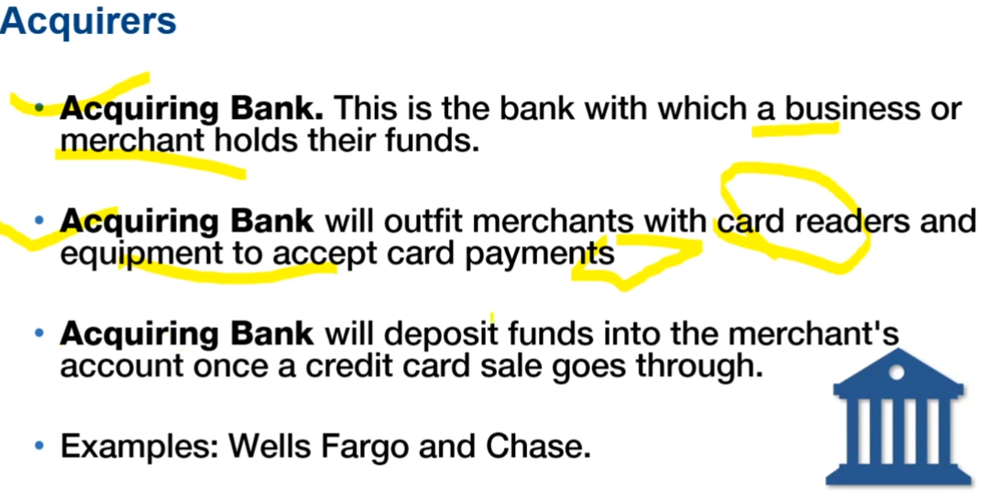 Acquirers
• Acquiring Bank. This is the bank with which a business or
merchant holds their funds.
• Acquiring Bank will outfit merchants with card readers and
equipment to accept card payments
• Acquiring Bank will deposit funds into the merchant's
account once a credit card sale goes through.
• Examples: Wells Fargo and Chase.